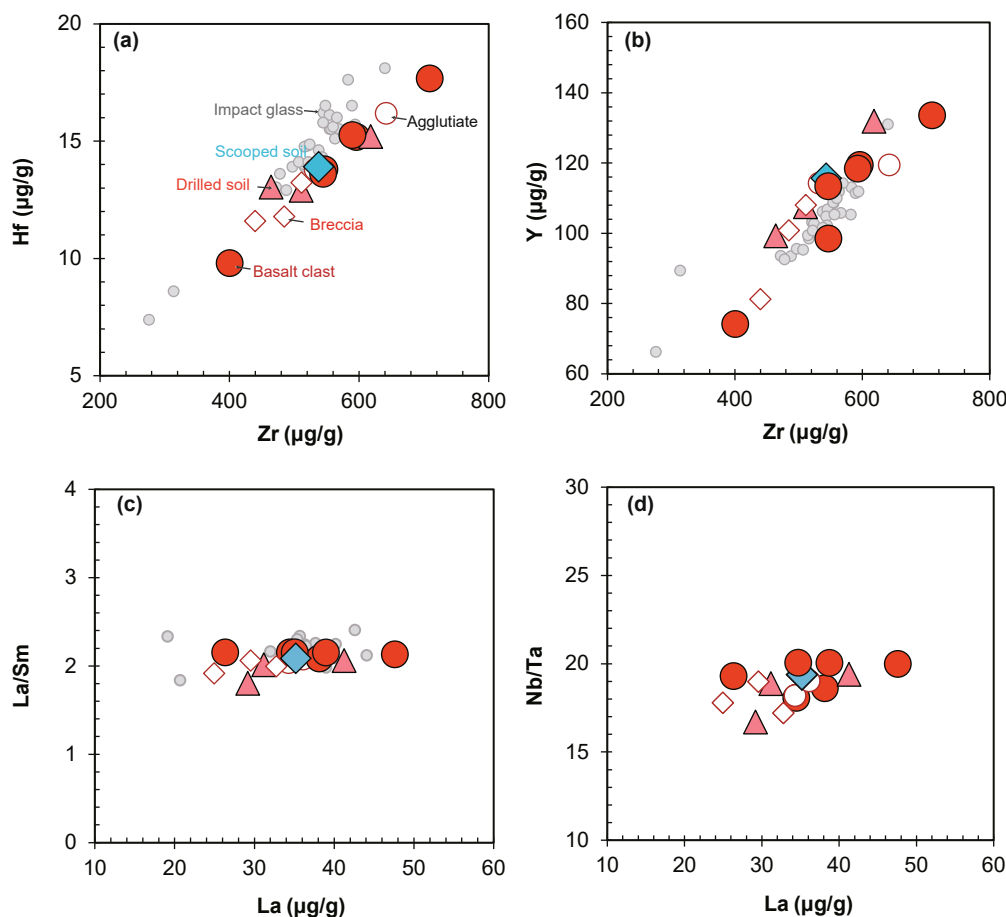 (a)
20
15
10
5
Hf (µg/g)
Impact glass
Agglutiate
Scooped soil
Drilled soil
Breccia
Basalt clast
200 400 600 800
Zr (µg/g)
(b)
160
140
120
100
80
60
Y (µg/g)
200 400 600 800
Zr (µg/g)
(c)
4
3
2
1
0
La/Sm
10 20 30 40 50 60
La (µg/g)
(d)
30
25
20
15
10
Nb/Ta
10 20 30 40 50 60
La (µg/g)